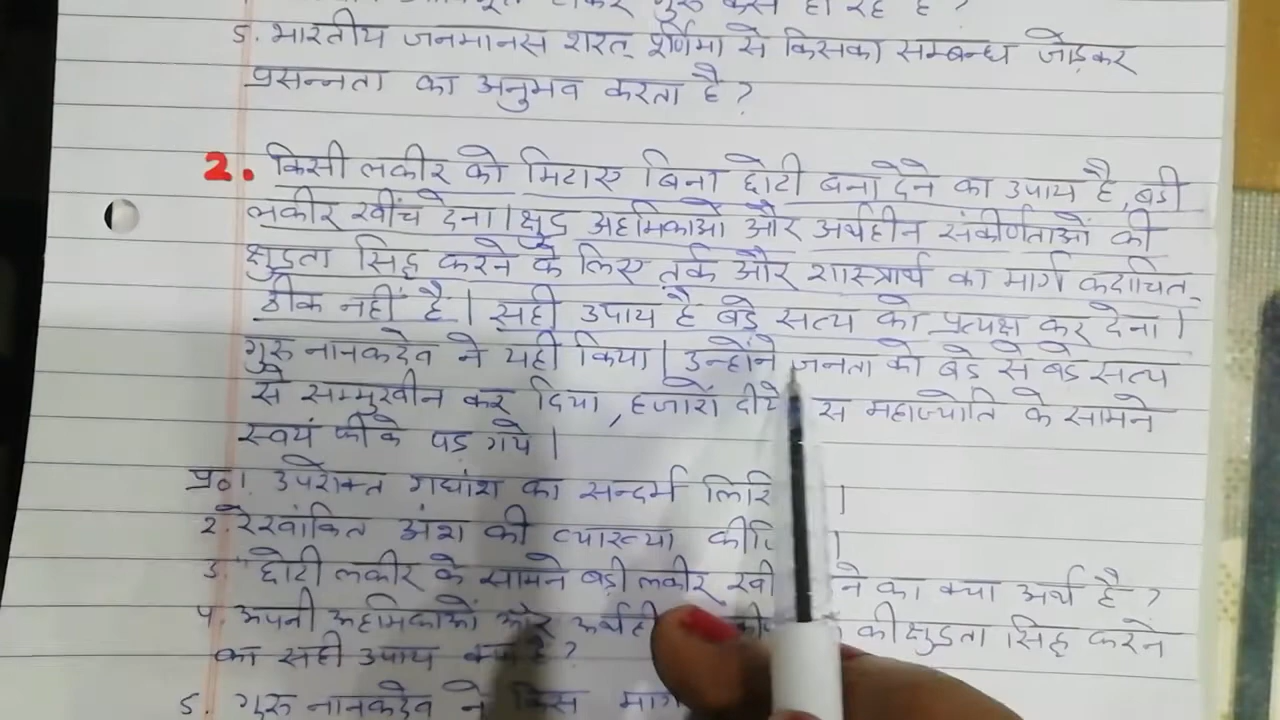 गुरु
5. भारतीय जनमानस शरत् पूर्णिमा से किसका सम्बन्ध जोड़कर
प्रसन्नता का अनुभव करता है?
2. किसी लकीर को मिटाए बिना छोटी बना देने का उपाय है, बडी
लकीर खींच देना। क्षुद्र अहमिकाओ और अर्थहीन संकीर्णताओं की
क्षुद्रता सिद्ध करने के लिए तर्क और शास्त्रार्थ का मार्ग कदाचित्
ठीक नहीं है। सही उपाय है बड़े सत्य को प्रत्यक्ष कर देना।
गुरु नानकदेव ने यही किया। उन्होंने जनता को बडे से बडे सत्य
से सम्मुखीन कर दिया, हजारों दीये स महाज्योति के सामने
स्वयं फीके पड़ गये।
प्र०1. उपरोक्त गद्यांश का सन्दर्भ लिखि ।
2. रेखांकित अंश की व्याख्या कीजि ।
3. छोटी लकीर के सामने बड़ी लकीर खीं ने का क्या अर्थ है?
4. अपनी अहमिकाओं और अर्थही की क्षुद्रता सिद्ध करने
का सही उपाय क्या है?
5. गुरु नानकदेव ने किस मार्ग